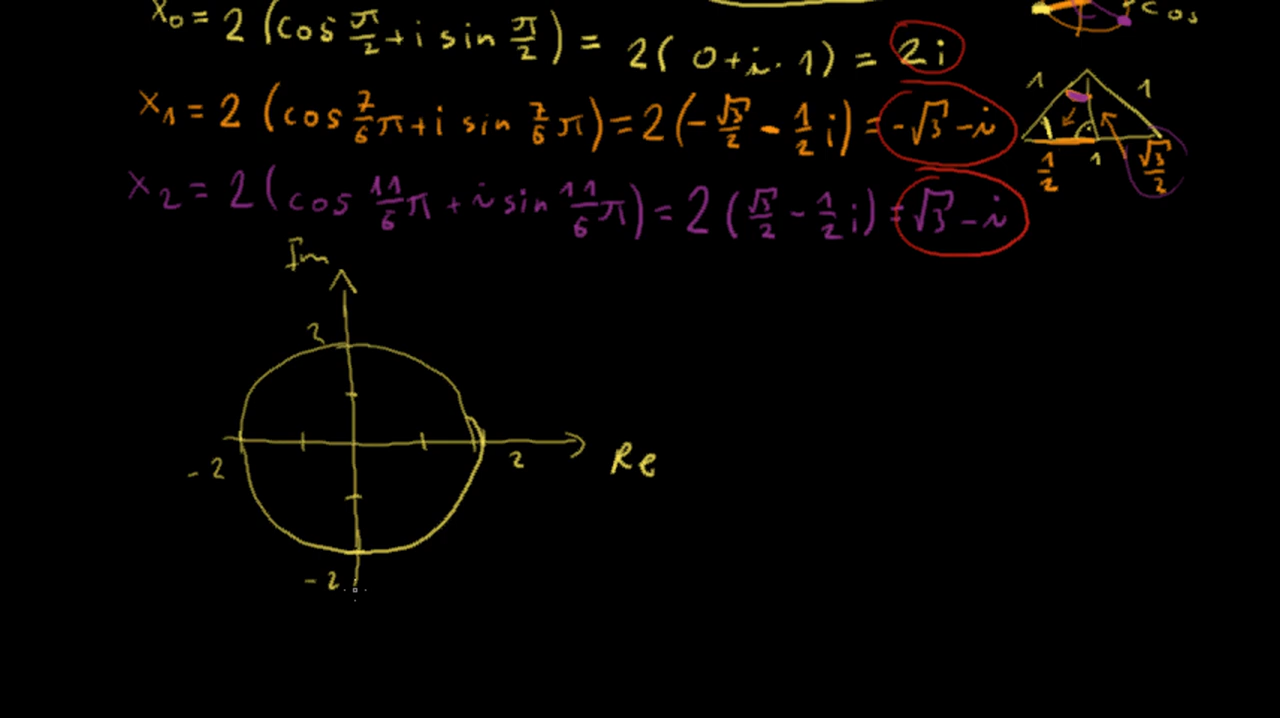 cos
x₀ = 2 (cos π/2 + i sin π/2) = 2( 0+i· 1) = 2i
x₁ = 2 (cos 7/6 π + i sin 7/6 π) = 2(-√3/2 - 1/2 i) = -√3 - i
1 1
1/2 1 √3/2
x₂ = 2 (cos 11/6 π + i sin 11/6 π) = 2 (√3/2 - 1/2 i) = √3 - i
Im
2
-2 2 Re
-2